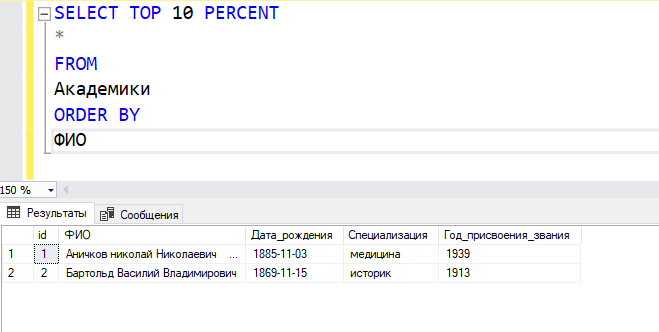 SELECT TOP 10 PERCENT
*
FROM
Академики
ORDER BY
ФИО
150 %
Результаты Сообщения
id ФИО Дата_рождения Специализация Год_присвоения_звания
1 1 Аничков николай Николаевич ... 1885-11-03 медицина 1939
2 2 Бартольд Василий Владимирович 1869-11-15 историк 1913